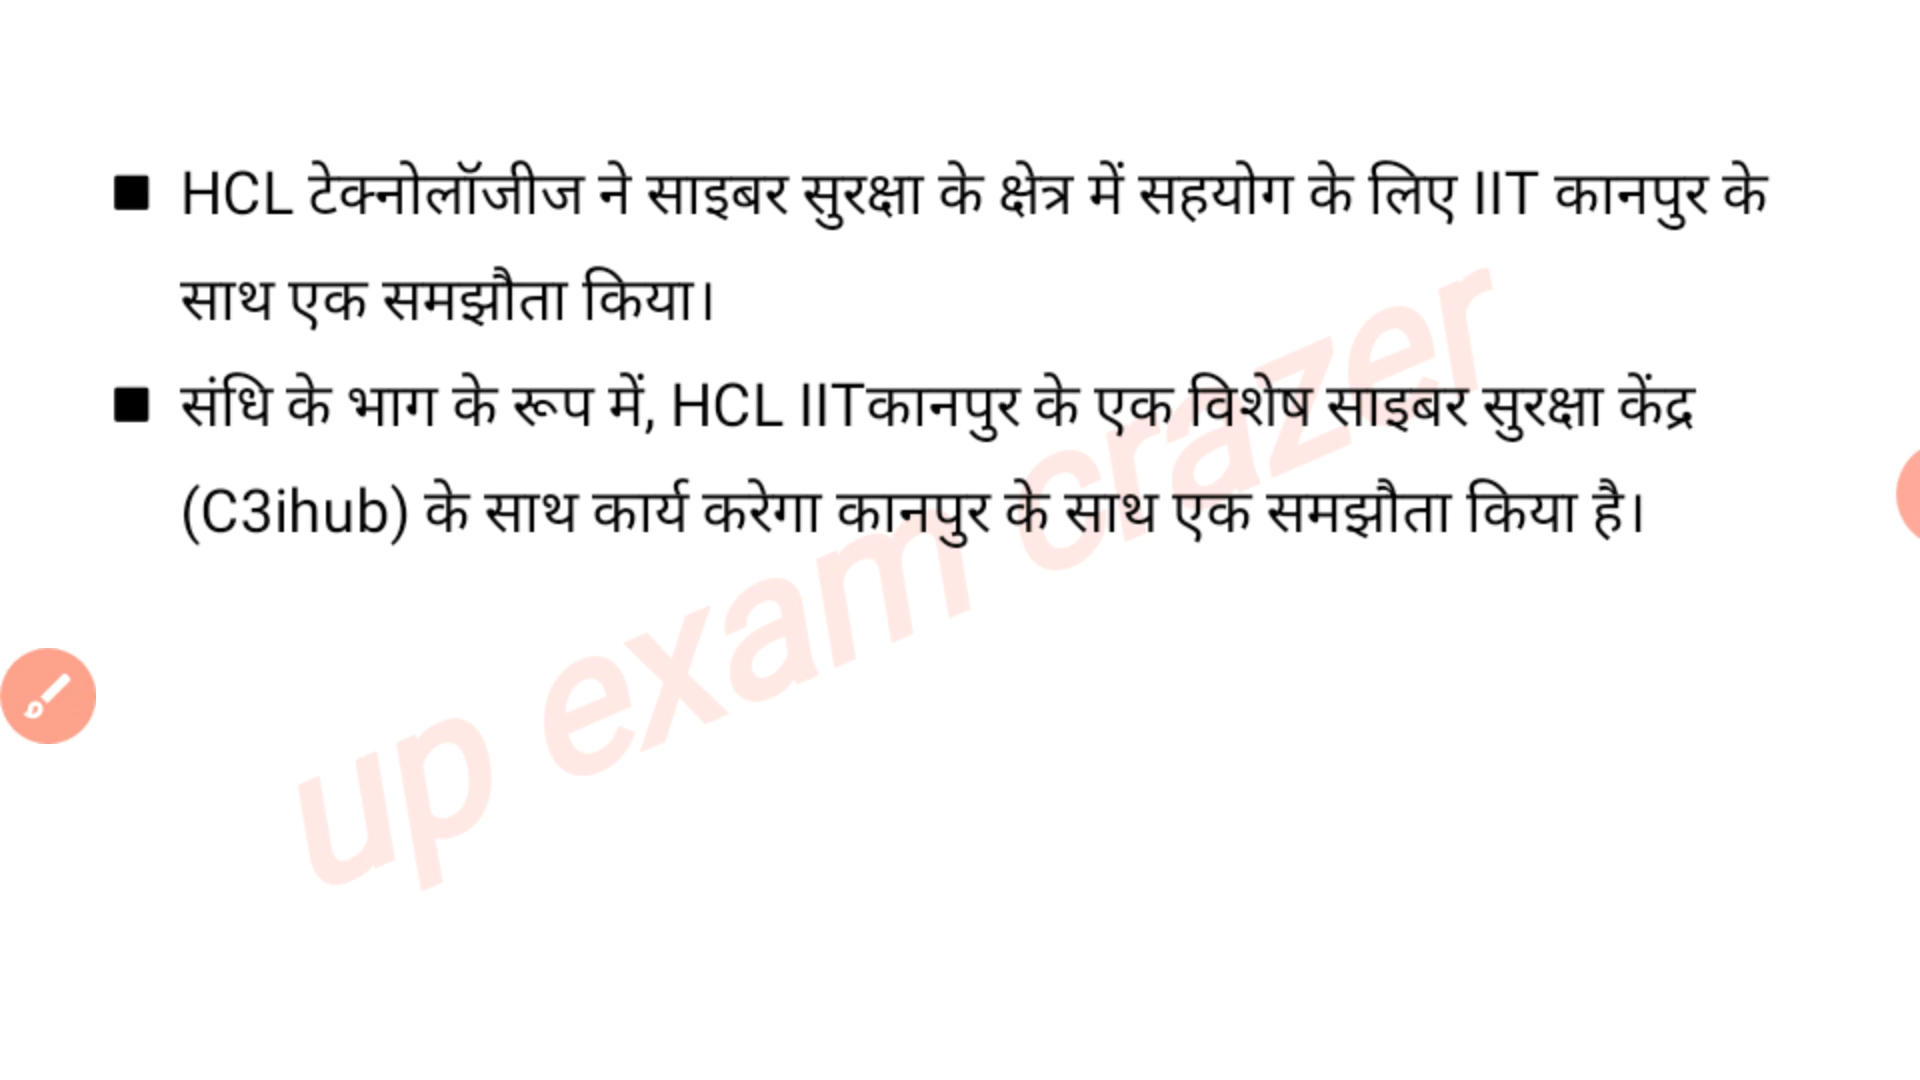 ■ HCL टेक्नोलॉजीज ने साइबर सुरक्षा के क्षेत्र में सहयोग के लिए IIT कानपुर के
साथ एक समझौता किया।
■ संधि के भाग के रूप में, HCL IITकानपुर के एक विशेष साइबर सुरक्षा केंद्र
(C3ihub) के साथ कार्य करेगा कानपुर के साथ एक समझौता किया है।
up exam crazer